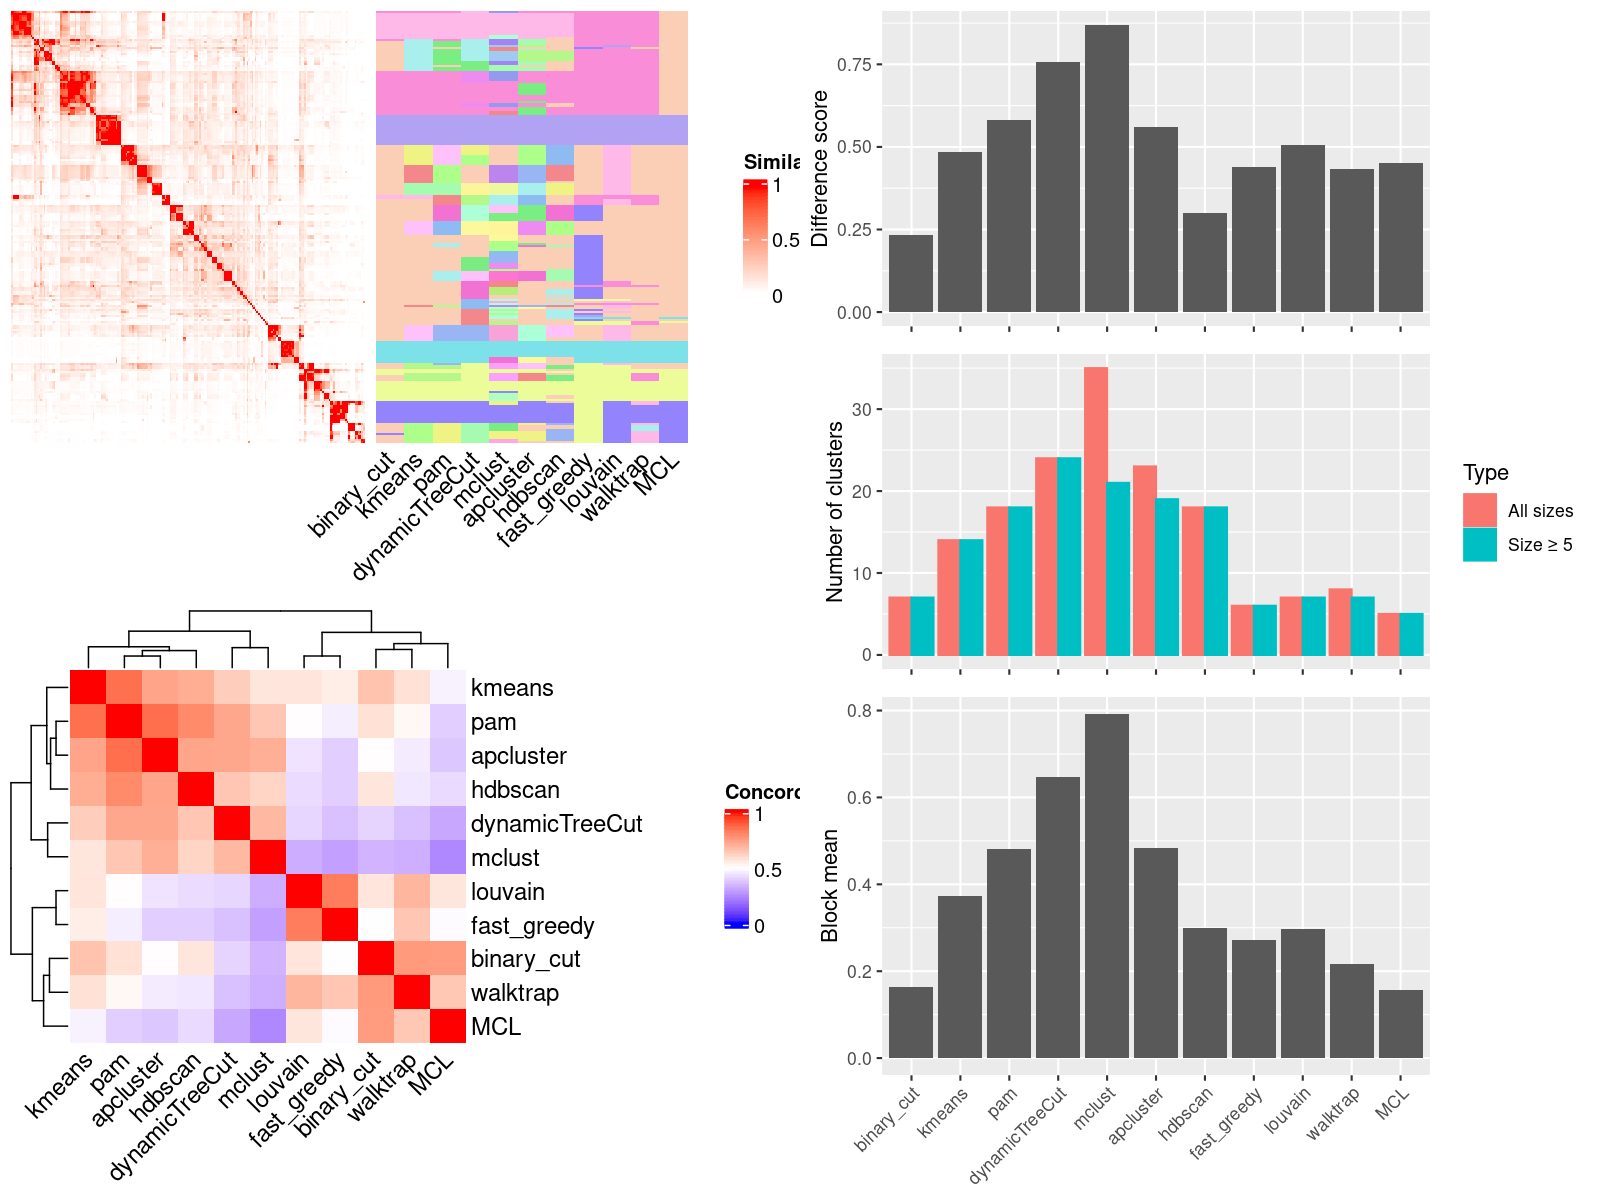 Simila
1
0.5
0
binary_cut
kmeans
pam
dynamicTreeCut
mclust
apcluster
hdbscan
fast_greedy
louvain
walktrap
MCL
kmeans
pam
apcluster
hdbscan
dynamicTreeCut
mclust
louvain
fast_greedy
binary_cut
walktrap
MCL
Concord
1
0.5
0
kmeans
pam
apcluster
hdbscan
dynamicTreeCut
mclust
louvain
fast_greedy
binary_cut
walktrap
MCL
Difference score
0.75
0.50
0.25
0.00
Number of clusters
30
20
10
0
Type
All sizes
Size ≥ 5
Block mean
0.8
0.6
0.4
0.2
0.0
binary_cut
kmeans
pam
dynamicTreeCut
mclust
apcluster
hdbscan
fast_greedy
louvain
walktrap
MCL